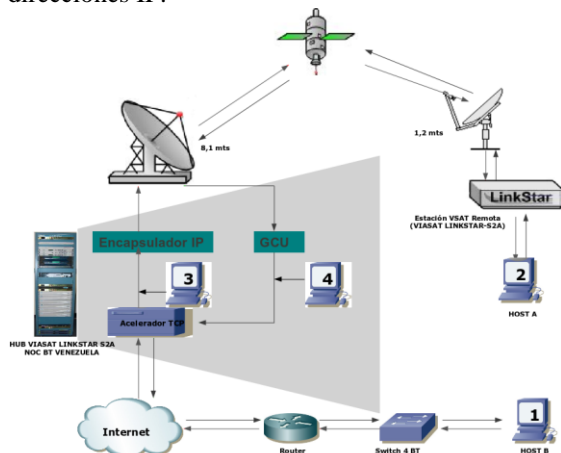 direcciones IP.
8,1 mts
1,2 mts
LinkStar
Estación VSAT Remota
(VIASAT LINKSTAR-S2A)
Encapsulador IP
GCU
3
4
2
HOST A
Acelerador TCP
HUB VIASAT LINKSTAR S2A
NOC BT VENEZUELA
Internet
Router
Switch 4 BT
1
HOST B